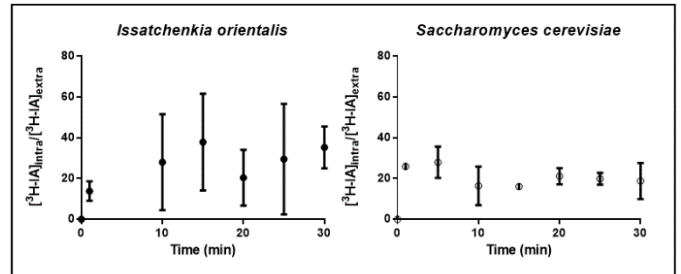 Issatchenkia orientalis
[³H-IA]intra/[³H-IA]extra
80
60
40
20
0
0 10 20 30
Time (min)
Saccharomyces cerevisiae
[³H-IA]intra/[³H-IA]extra
80
60
40
20
0
0 10 20 30
Time (min)